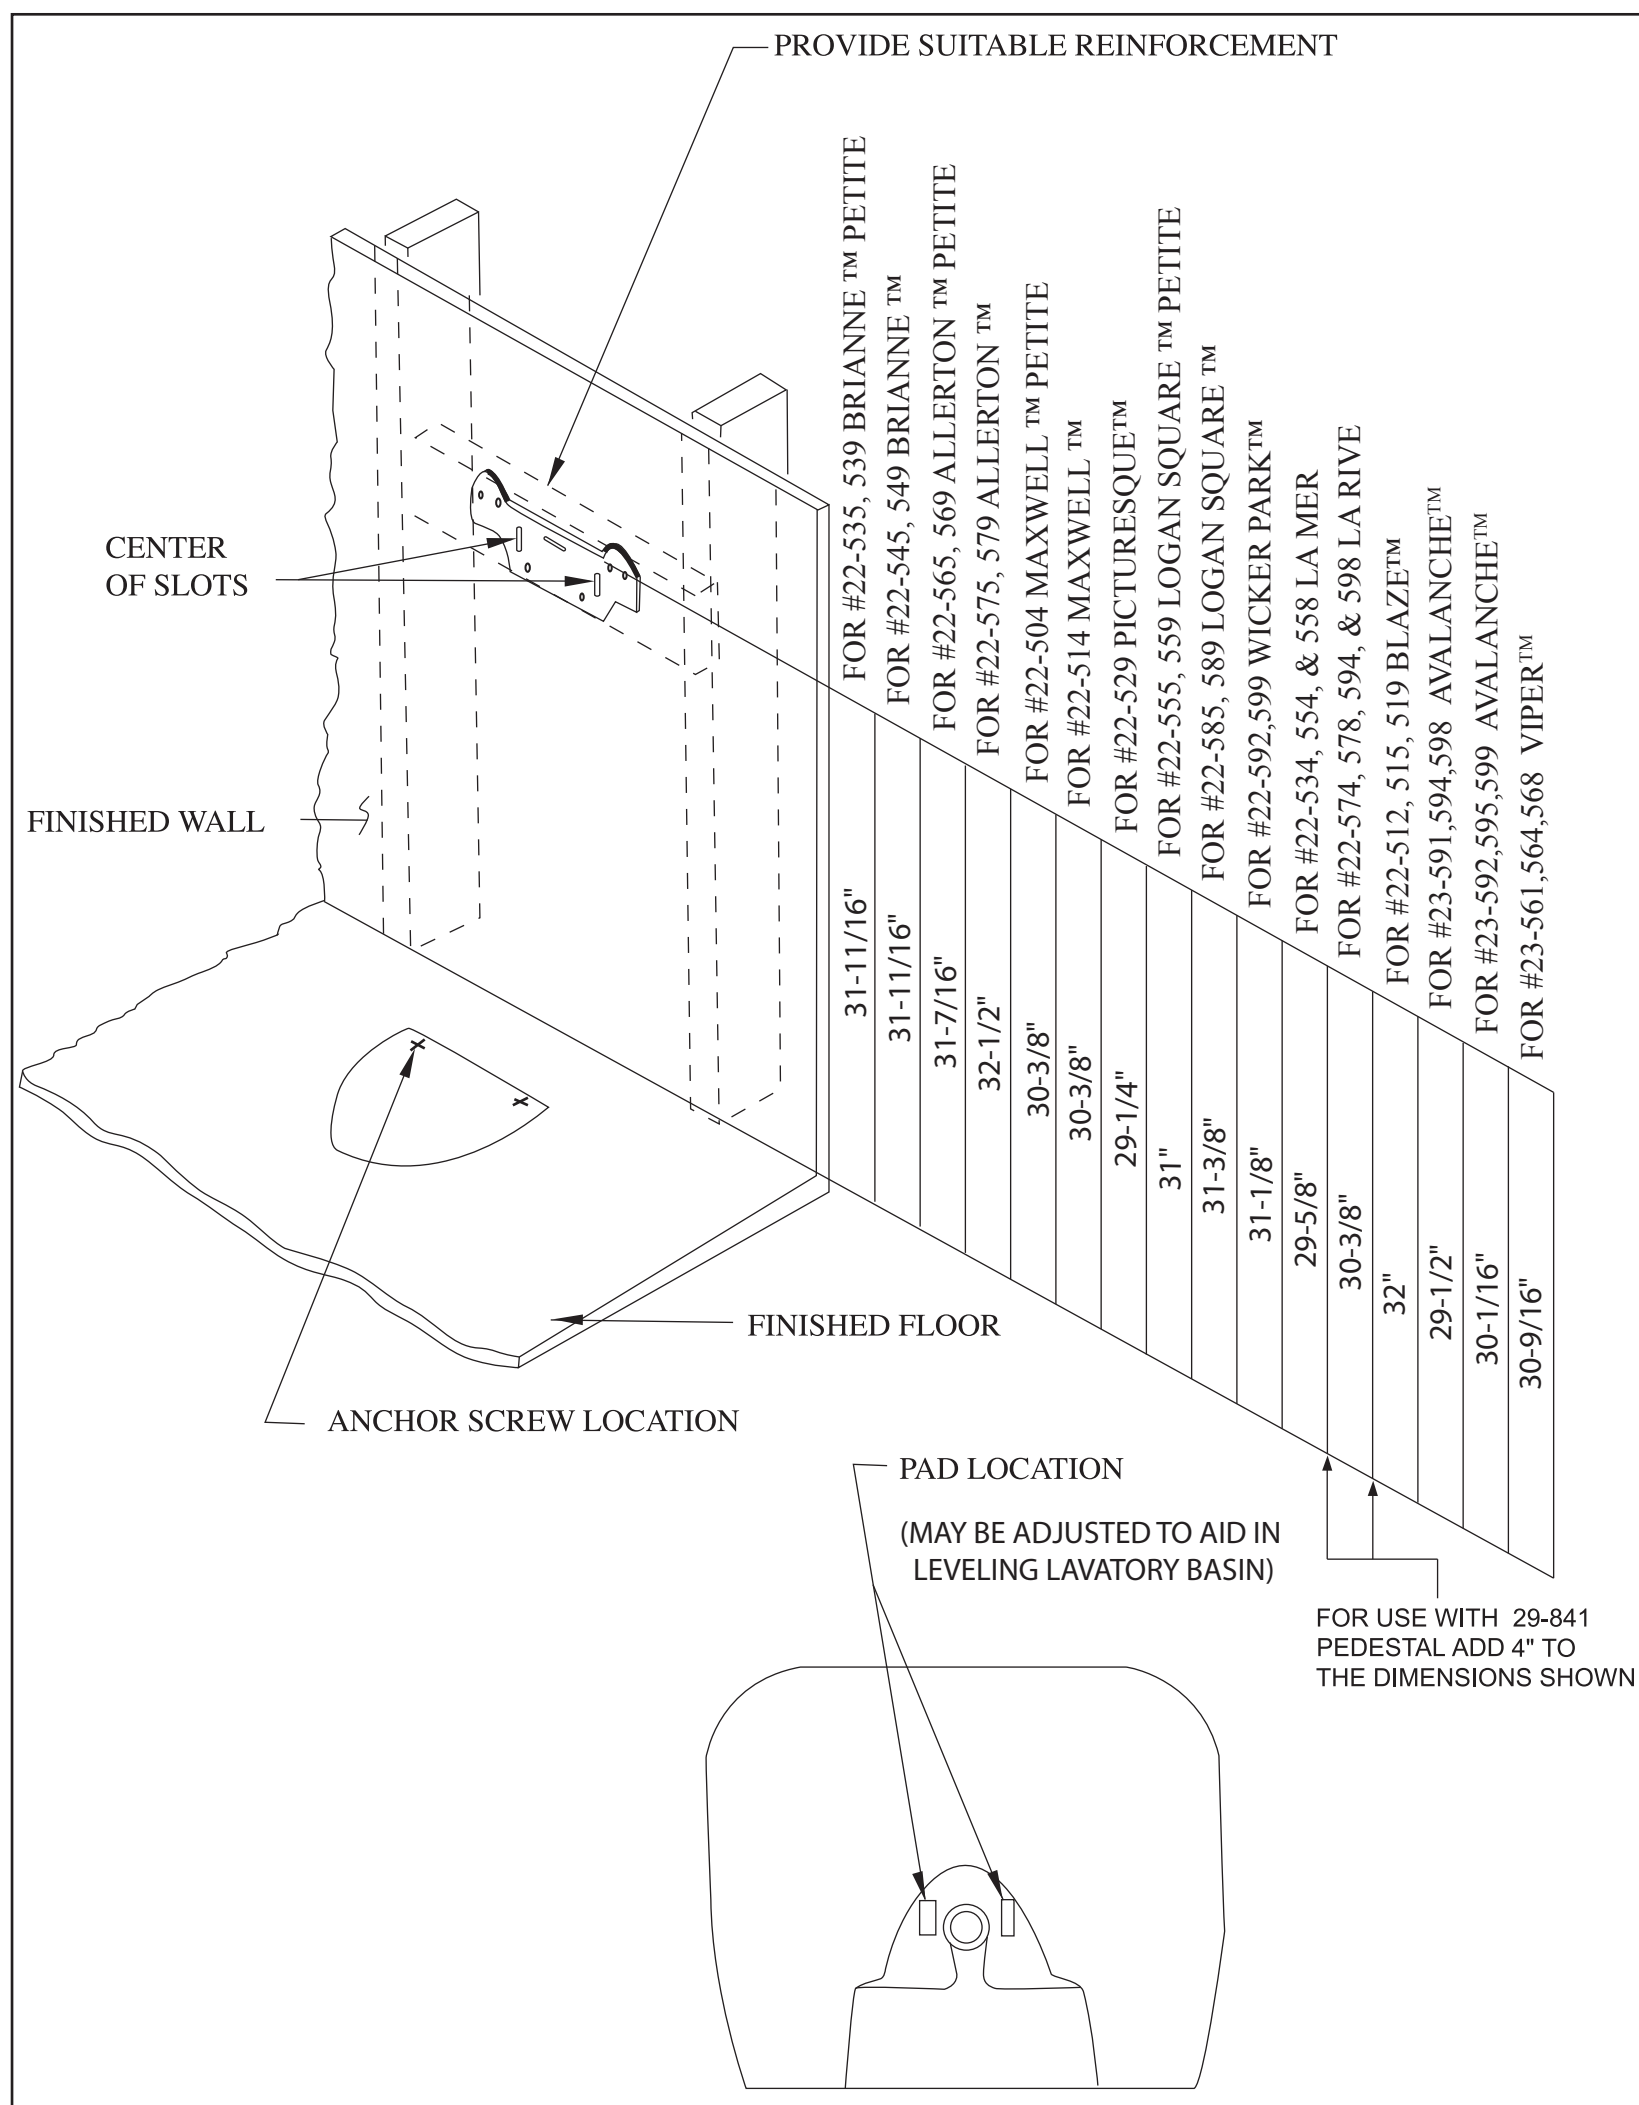 PROVIDE SUITABLE REINFORCEMENT
CENTER
OF SLOTS
FINISHED WALL
FOR #22-535, 539 BRIANNE ™ PETITE
FOR #22-545, 549 BRIANNE ™
FOR #22-565, 569 ALLERTON ™ PETITE
FOR #22-575, 579 ALLERTON ™
FOR #22-504 MAXWELL ™ PETITE
FOR #22-514 MAXWELL ™
FOR #22-529 PICTURESQUE™
FOR #22-555, 559 LOGAN SQUARE ™ PETITE
FOR #22-585, 589 LOGAN SQUARE ™
FOR #22-592,599 WICKER PARK™
FOR #22-534, 554, & 558 LA MER
FOR #22-574, 578, 594, & 598 LA RIVE
FOR #22-512, 515, 519 BLAZE™
FOR #23-591,594,598 AVALANCHE™
FOR #23-592,595,599 AVALANCHE™
FOR #23-561,564,568 VIPER™
31-11/16"
31-11/16"
31-7/16"
32-1/2"
30-3/8"
30-3/8"
29-1/4"
31"
31-3/8"
31-1/8"
29-5/8"
30-3/8"
32"
29-1/2"
30-1/16"
30-9/16"
FINISHED FLOOR
ANCHOR SCREW LOCATION
PAD LOCATION
(MAY BE ADJUSTED TO AID IN
LEVELING LAVATORY BASIN)
FOR USE WITH 29-841
PEDESTAL ADD 4" TO
THE DIMENSIONS SHOWN